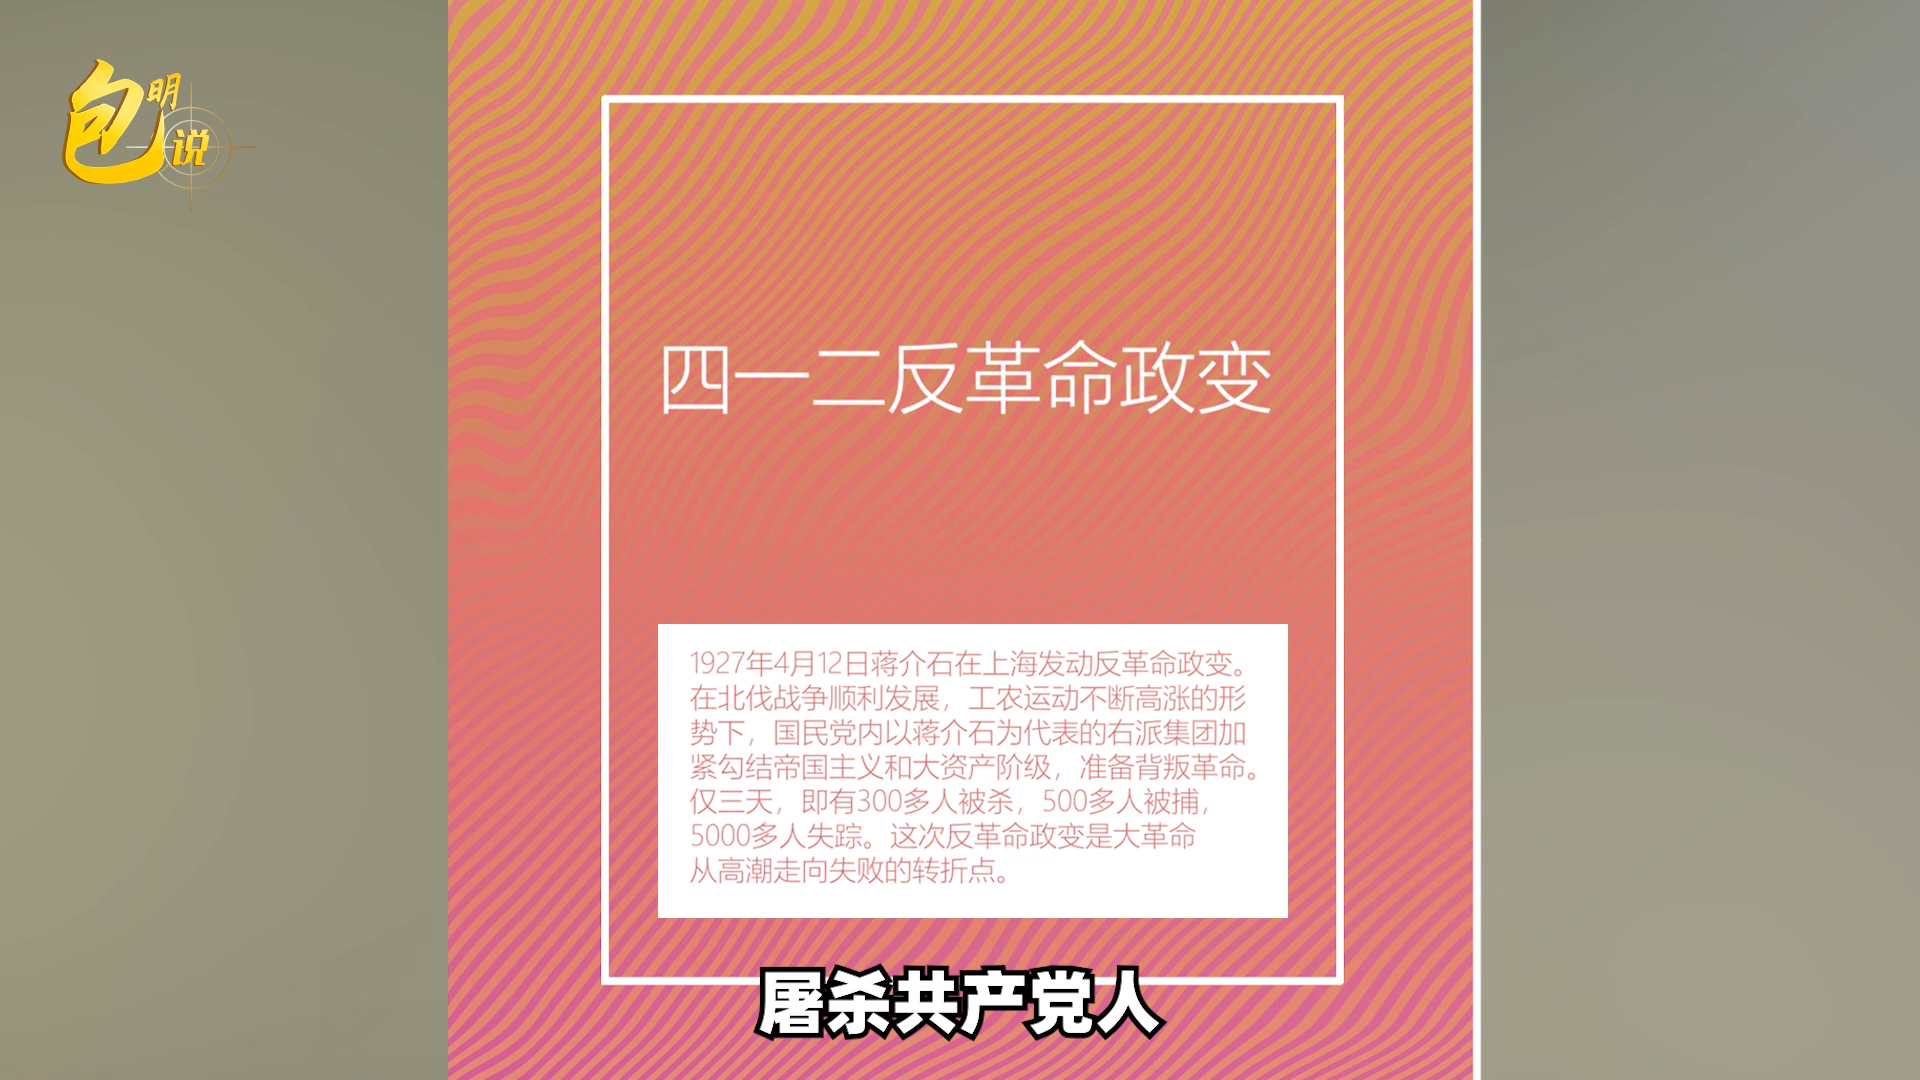 包明说
四一二反革命政变
1927年4月12日蒋介石在上海发动反革命政变。
在北伐战争顺利发展，工农运动不断高涨的形
势下，国民党内以蒋介石为代表的右派集团加
紧勾结帝国主义和大资产阶级，准备背叛革命。
仅三天，即有300多人被杀，500多人被捕，
5000多人失踪。这次反革命政变是大革命
从高潮走向失败的转折点。
屠杀共产党人